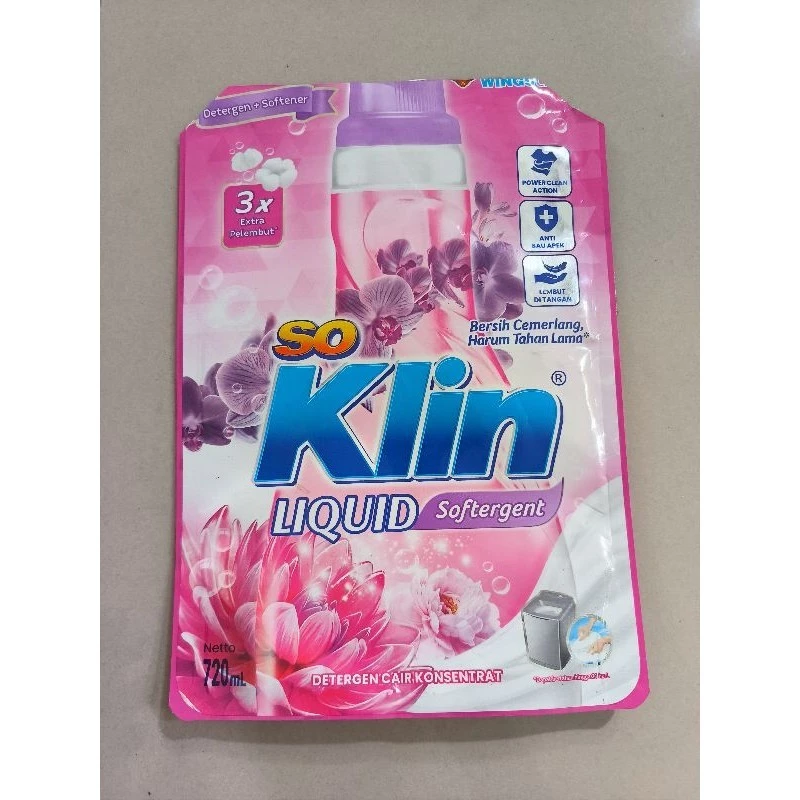 WINGS
Detergen + Softener
3x
Extra
Pelembut
POWER CLEAN
ACTION
ANTI
BAU APEK
LEMBUT
DI TANGAN
Bersih Cemerlang,
Harum Tahan Lama*
so
Klin®
LIQUID Softergent
Netto
720mL
DETERGEN CAIR KONSENTRAT